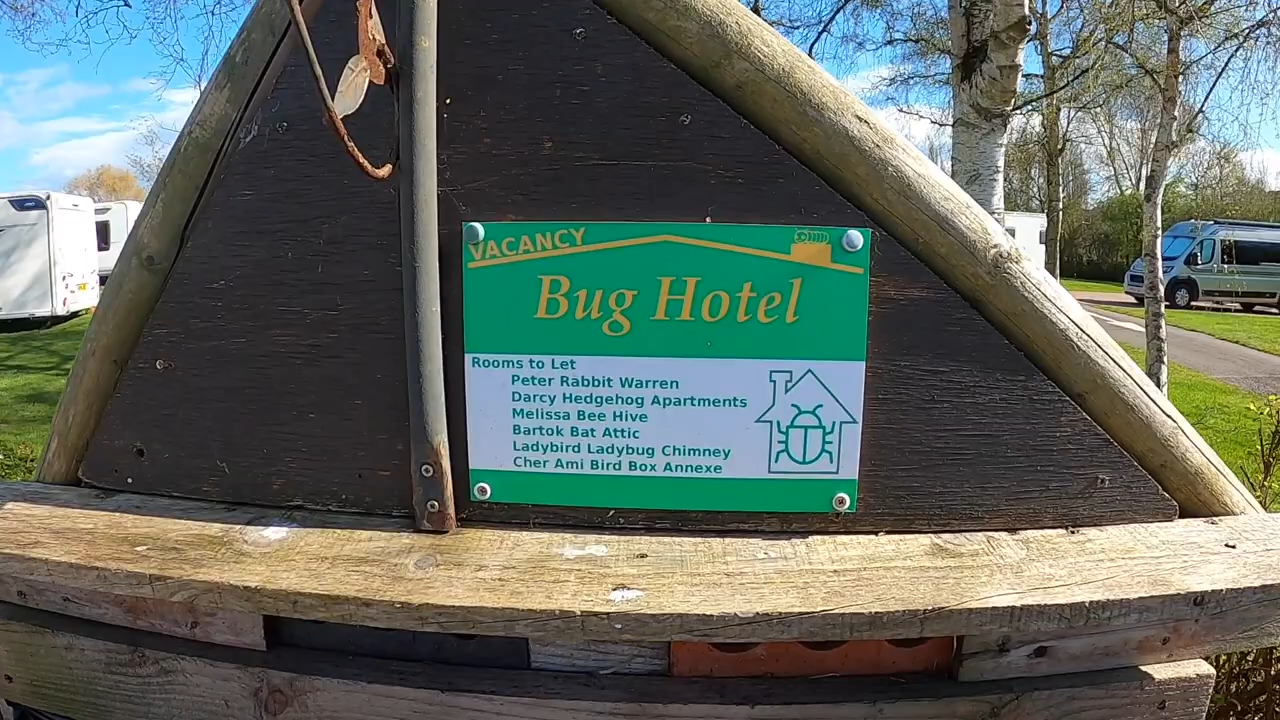 VACANCY
Bug Hotel
Rooms to Let
Peter Rabbit Warren
Darcy Hedgehog Apartments
Melissa Bee Hive
Bartok Bat Attic
Ladybird Ladybug Chimney
Cher Ami Bird Box Annexe